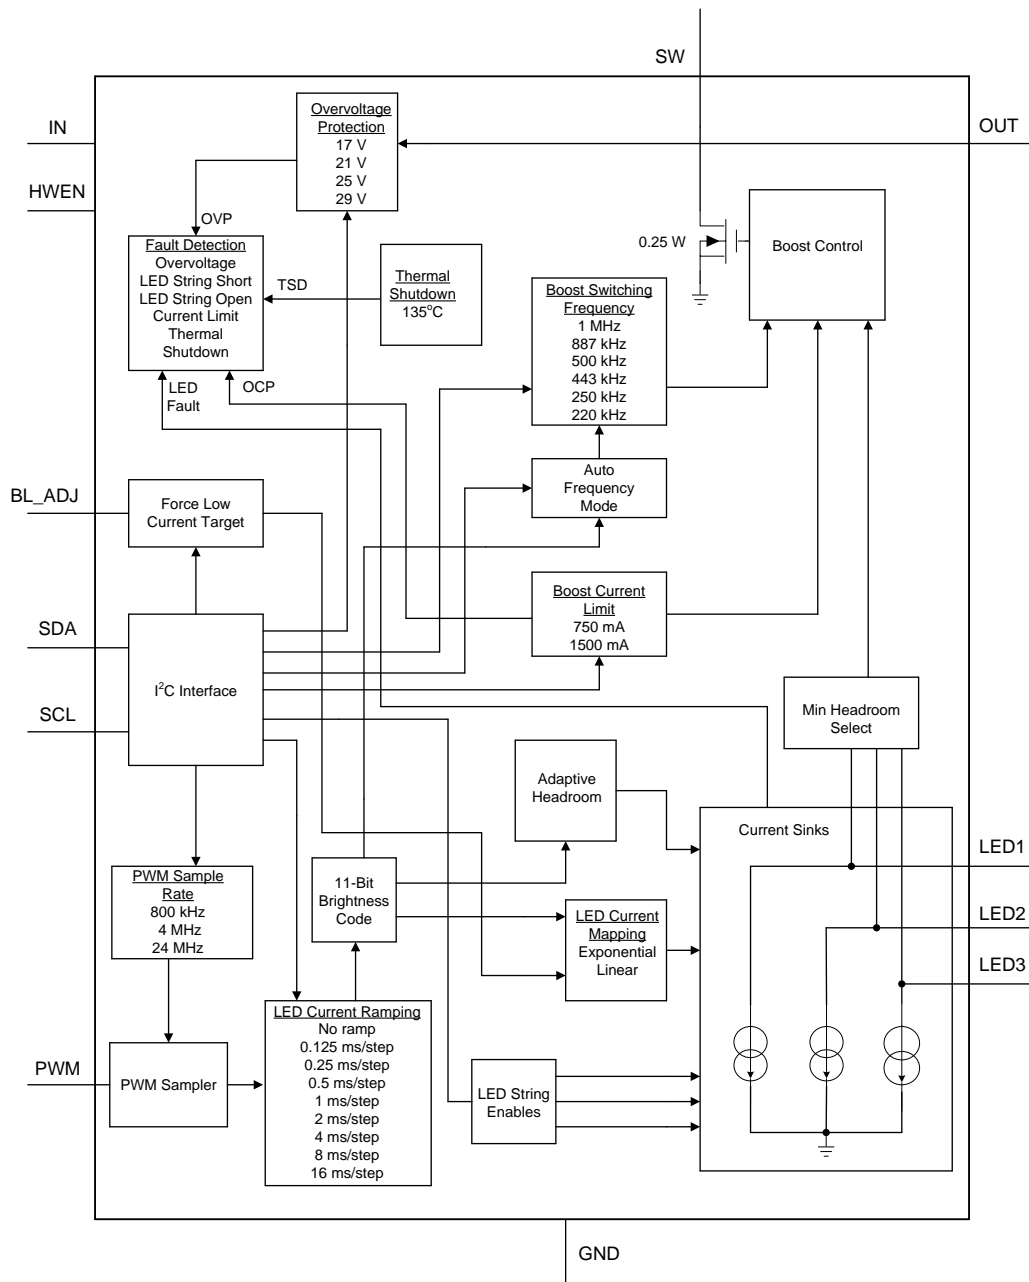 SW
IN
HWEN
OUT
Overvoltage
Protection
17 V
21 V
25 V
29 V
OVP
Fault Detection
Overvoltage
LED String Short
LED String Open
Current Limit
Thermal
Shutdown
TSD
Thermal
Shutdown
135°C
LED
Fault
OCP
0.25 W
Boost Control
Boost Switching
Frequency
1 MHz
887 kHz
500 kHz
443 kHz
250 kHz
220 kHz
Auto
Frequency
Mode
BL_ADJ
Force Low
Current Target
Boost Current
Limit
750 mA
1500 mA
SDA
SCL
I²C Interface
Min Headroom
Select
Adaptive
Headroom
Current Sinks
LED1
LED2
LED3
PWM Sample
Rate
800 kHz
4 MHz
24 MHz
11-Bit
Brightness
Code
LED Current
Mapping
Exponential
Linear
PWM
PWM Sampler
LED Current Ramping
No ramp
0.125 ms/step
0.25 ms/step
0.5 ms/step
1 ms/step
2 ms/step
4 ms/step
8 ms/step
16 ms/step
LED String
Enables
GND